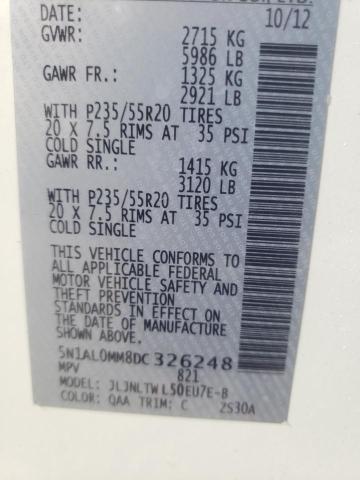 DATE: 10/12
GVWR: 2715 KG
5986 LB
GAWR FR.: 1325 KG
2921 LB
WITH P235/55R20 TIRES
20 X 7.5 RIMS AT 35 PSI
COLD SINGLE
GAWR RR.: 1415 KG
3120 LB
WITH P235/55R20 TIRES
20 X 7.5 RIMS AT 35 PSI
COLD SINGLE
THIS VEHICLE CONFORMS TO
ALL APPLICABLE FEDERAL
MOTOR VEHICLE SAFETY AND
THEFT PREVENTION
STANDARDS IN EFFECT ON
THE DATE OF MANUFACTURE
SHOWN ABOVE.
5N1AL0MM8DC326248
MPV 821
MODEL: JLJNLTWL50EU7E-B
COLOR: QAA TRIM: C 2S30A